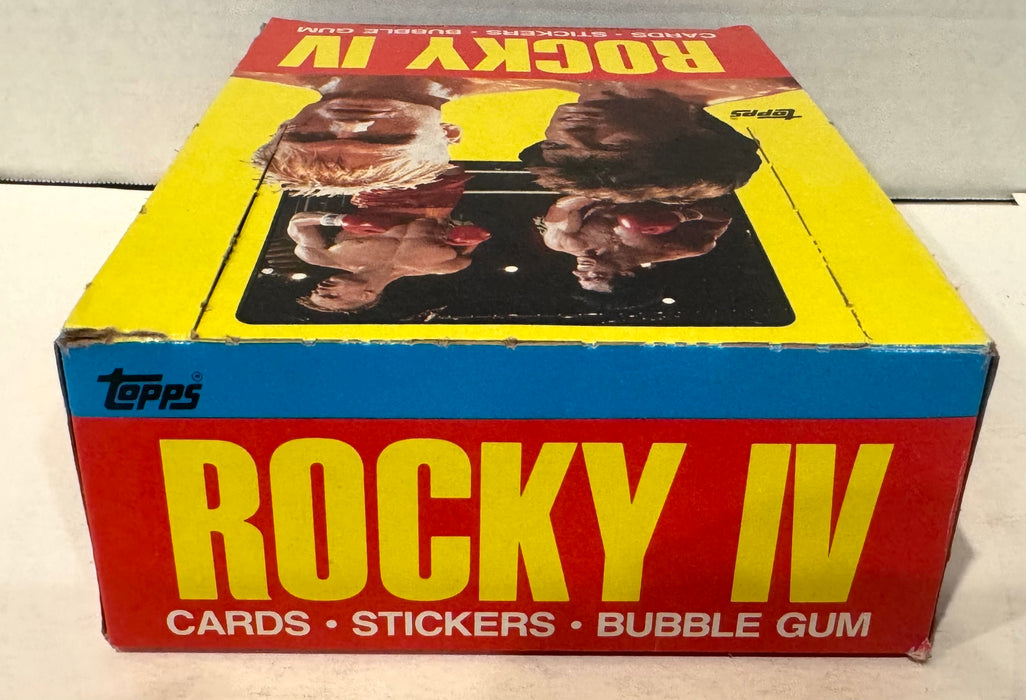 CARDS · STICKERS · BUBBLE GUM
ROCKY IV
TOPPS
TOPPS®
ROCKY IV
CARDS • STICKERS • BUBBLE GUM